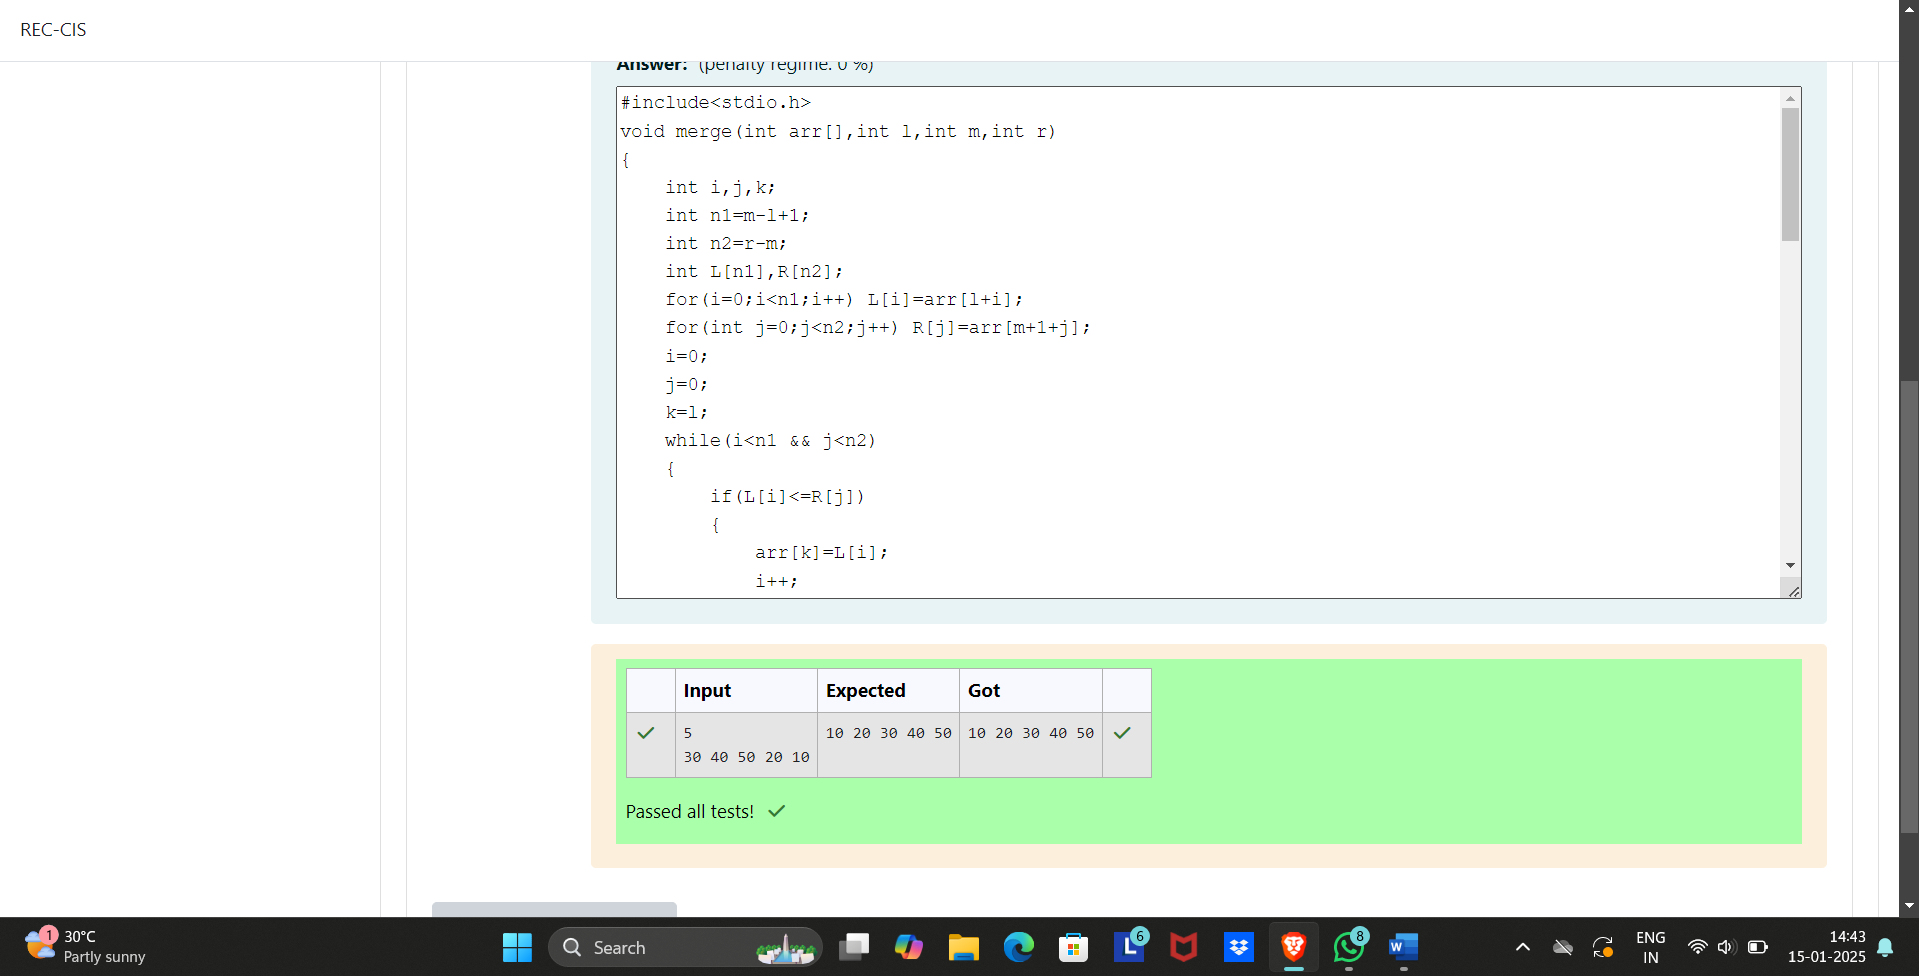 REC-CIS
Answer: (penalty regime: 0 %)
#include<stdio.h>
void merge(int arr[],int l,int m,int r)
{
    int i,j,k;
    int n1=m-l+1;
    int n2=r-m;
    int L[n1],R[n2];
    for(i=0;i<n1;i++) L[i]=arr[l+i];
    for(int j=0;j<n2;j++) R[j]=arr[m+1+j];
    i=0;
    j=0;
    k=l;
    while(i<n1 && j<n2)
    {
        if(L[i]<=R[j])
        {
            arr[k]=L[i];
            i++;
Input Expected Got
5 10 20 30 40 50 10 20 30 40 50
30 40 50 20 10
Passed all tests!
1
30°C
Partly sunny
Search
L
6
8
W
ENG
IN
14:43
15-01-2025